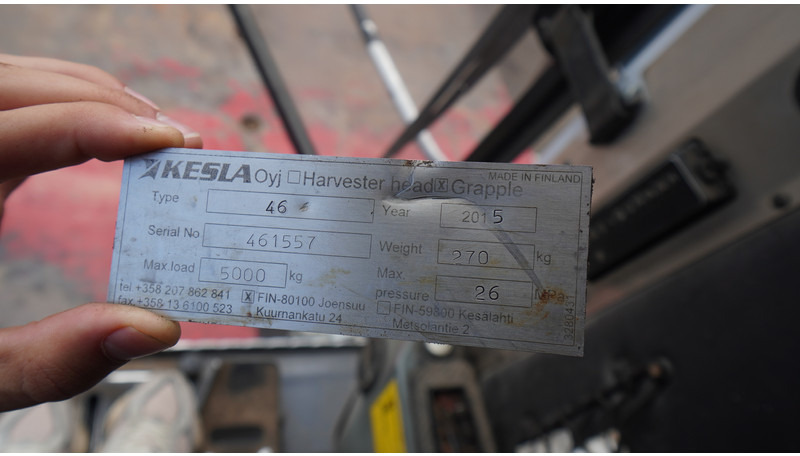 KESLA Oyj ☐Harvester head ☒Grapple MADE IN FINLAND
Type 46 Year 2015
Serial No 461557 Weight 270 kg
Max.load 5000 kg Max. pressure 26 MPa
tel +358 207 862 841 ☒ FIN-80100 Joensuu ☐FIN-59800 Kesälahti
fax +358 13 6100 523 Kuurnankatu 24 Metsolantie 2